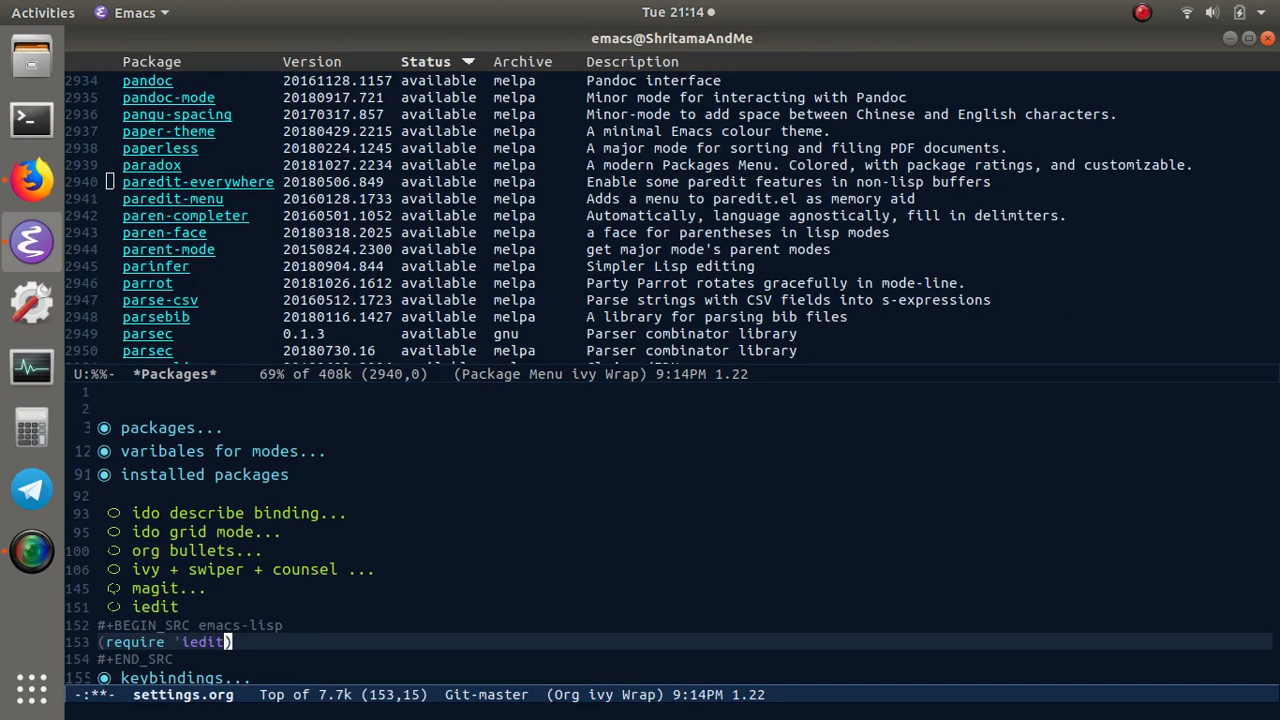 Activities Emacs Tue 21:14
emacs@ShritamaAndMe
Package Version Status Archive Description
2934 pandoc 20161128.1157 available melpa Pandoc interface
2935 pandoc-mode 20180917.721 available melpa Minor mode for interacting with Pandoc
2936 pangu-spacing 20170317.857 available melpa Minor-mode to add space between Chinese and English characters.
2937 paper-theme 20180429.2215 available melpa A minimal Emacs colour theme.
2938 paperless 20180224.1245 available melpa A major mode for sorting and filing PDF documents.
2939 paradox 20181027.2234 available melpa A modern Packages Menu. Colored, with package ratings, and customizable.
2940 paredit-everywhere 20180506.849 available melpa Enable some paredit features in non-lisp buffers
2941 paredit-menu 20160128.1733 available melpa Adds a menu to paredit.el as memory aid
2942 paren-completer 20160501.1052 available melpa Automatically, language agnostically, fill in delimiters.
2943 paren-face 20180318.2025 available melpa a face for parentheses in lisp modes
2944 parent-mode 20150824.2300 available melpa get major mode's parent modes
2945 parinfer 20180904.844 available melpa Simpler Lisp editing
2946 parrot 20181026.1612 available melpa Party Parrot rotates gracefully in mode-line.
2947 parse-csv 20160512.1723 available melpa Parse strings with CSV fields into s-expressions
2948 parsebib 20180116.1427 available melpa A library for parsing bib files
2949 parsec 0.1.3 available gnu Parser combinator library
2950 parsec 20180730.16 available melpa Parser combinator library
U:%%- *Packages* 69% of 408k (2940,0) (Package Menu ivy Wrap) 9:14PM 1.22
1
2
3 packages...
12 varibales for modes...
91 installed packages
92
93 ido describe binding...
95 ido grid mode...
100 org bullets...
106 ivy + swiper + counsel ...
145 magit...
151 iedit
152 #+BEGIN_SRC emacs-lisp
153 (require 'iedit)
154 #+END_SRC
155 keybindings...
-:**- settings.org Top of 7.7k (153,15) Git-master (Org ivy Wrap) 9:14PM 1.22